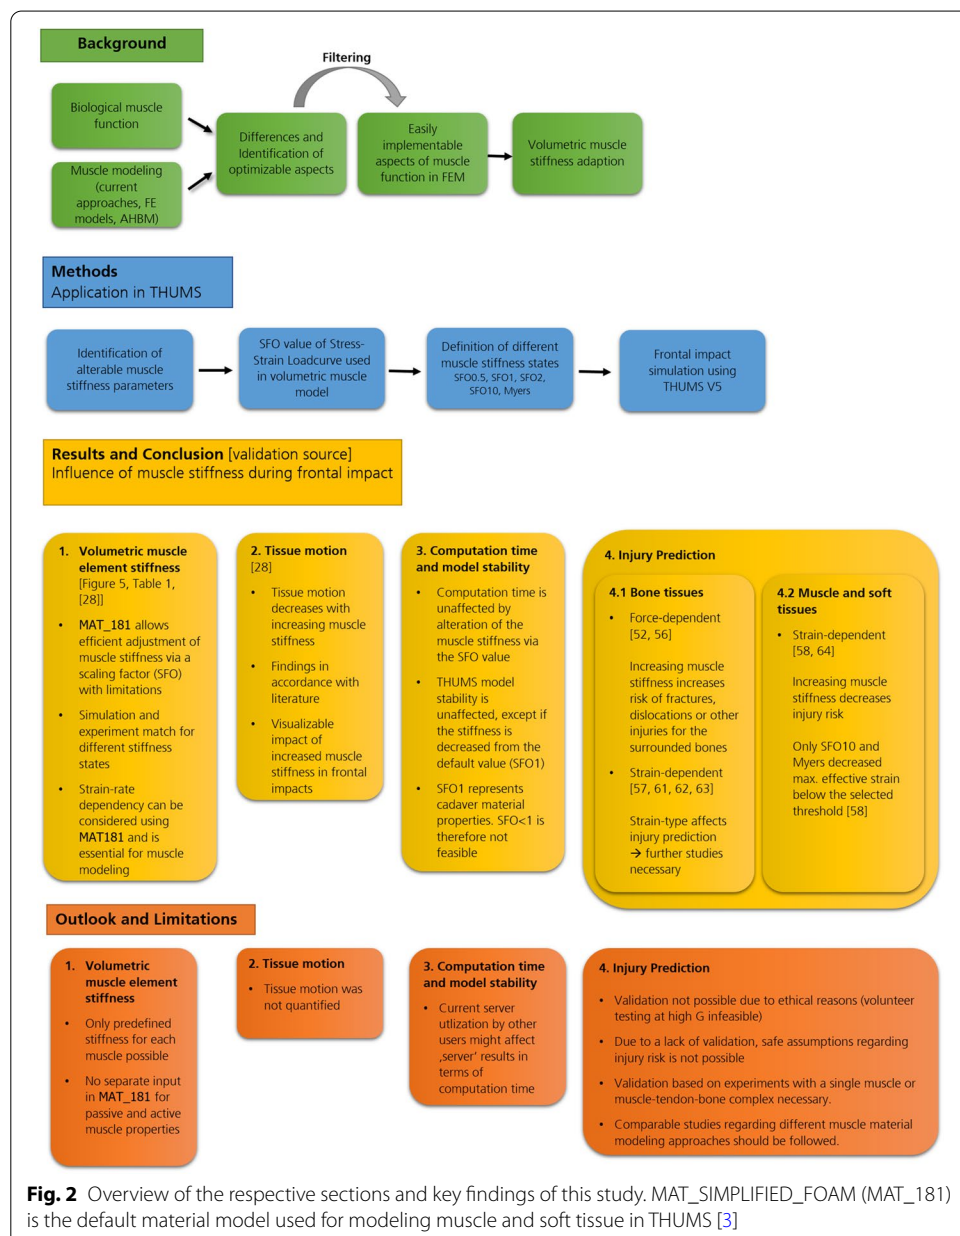 Background
Filtering
Biological muscle
function
Muscle modeling
(current
approaches, FE
models, AHBM)
Differences and
Identification of
optimizable aspects
Easily
implementable
aspects of muscle
function in FEM
Volumetric muscle
stiffness adaption
Methods
Application in THUMS
Identification of
alterable muscle
stiffness parameters
SFO value of Stress-
Strain Loadcurve used
in volumetric muscle
model
Definition of different
muscle stiffness states
SFO0.5, SFO1, SFO2,
SFO10, Myers
Frontal impact
simulation using
THUMS V5
Results and Conclusion [validation source]
Influence of muscle stiffness during frontal impact
1. Volumetric muscle
element stiffness
[Figure 5, Table 1,
[28]]
• MAT_181 allows
efficient adjustment of
muscle stiffness via a
scaling factor (SFO)
with limitations
• Simulation and
experiment match for
different stiffness
states
• Strain-rate
dependency can be
considered using
MAT181 and is
essential for muscle
modeling
2. Tissue motion
[28]
• Tissue motion
decreases with
increasing muscle
stiffness
• Findings in
accordance with
literature
• Visualizable
impact of
increased muscle
stiffness in frontal
impacts
3. Computation time
and model stability
• Computation time is
unaffected by
alteration of the
muscle stiffness via
the SFO value
• THUMS model
stability is
unaffected, except if
the stiffness is
decreased from the
default value (SFO1)
• SFO1 represents
cadaver material
properties. SFO<1 is
therefore not
feasible
4. Injury Prediction
4.1 Bone tissues
• Force-dependent
[52, 56]
Increasing muscle
stiffness increases
risk of fractures,
dislocations or other
injuries for the
surrounded bones
• Strain-dependent
[57, 61, 62, 63]
Strain-type affects
injury prediction
→ further studies
necessary
4.2 Muscle and soft
tissues
• Strain-dependent
[58, 64]
Increasing muscle
stiffness decreases
injury risk
Only SFO10 and
Myers decreased
max. effective strain
below the selected
threshold [58]
Outlook and Limitations
1. Volumetric
muscle element
stiffness
• Only predefined
stiffness for each
muscle possible
• No separate input
in MAT_181 for
passive and active
muscle properties
2. Tissue motion
• Tissue motion was
not quantified
3. Computation time
and model stability
• Current server
utlization by other
users might affect
‚server' results in
terms of
computation time
4. Injury Prediction
• Validation not possible due to ethical reasons (volunteer
testing at high G infeasible)
• Due to a lack of validation, safe assumptions regarding
injury risk is not possible
• Validation based on experiments with a single muscle or
muscle-tendon-bone complex necessary.
• Comparable studies regarding different muscle material
modeling approaches should be followed.
Fig. 2 Overview of the respective sections and key findings of this study. MAT_SIMPLIFIED_FOAM (MAT_181)
is the default material model used for modeling muscle and soft tissue in THUMS [3]